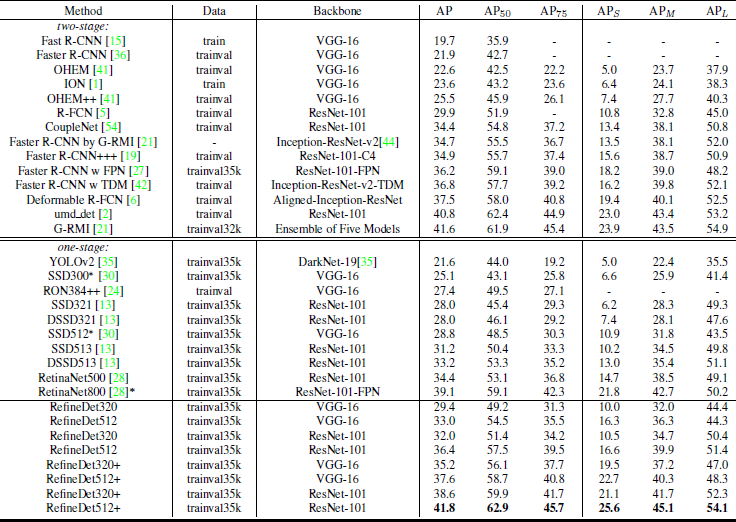 Method Data Backbone AP AP50 AP75 APS APM APL
two-stage:
Fast R-CNN [15] train VGG-16 19.7 35.9 - - - -
Faster R-CNN [36] trainval VGG-16 21.9 42.7 - - - -
OHEM [41] trainval VGG-16 22.6 42.5 22.2 5.0 23.7 37.9
ION [1] train VGG-16 23.6 43.2 23.6 6.4 24.1 38.3
OHEM++ [41] trainval VGG-16 25.5 45.9 26.1 7.4 27.7 40.3
R-FCN [5] trainval ResNet-101 29.9 51.9 - 10.8 32.8 45.0
CoupleNet [54] trainval ResNet-101 34.4 54.8 37.2 13.4 38.1 50.8
Faster R-CNN by G-RMI [21] - Inception-ResNet-v2[44] 34.7 55.5 36.7 13.5 38.1 52.0
Faster R-CNN+++ [19] trainval ResNet-101-C4 34.9 55.7 37.4 15.6 38.7 50.9
Faster R-CNN w FPN [27] trainval35k ResNet-101-FPN 36.2 59.1 39.0 18.2 39.0 48.2
Faster R-CNN w TDM [42] trainval Inception-ResNet-v2-TDM 36.8 57.7 39.2 16.2 39.8 52.1
Deformable R-FCN [6] trainval Aligned-Inception-ResNet 37.5 58.0 40.8 19.4 40.1 52.5
umd_det [2] trainval ResNet-101 40.8 62.4 44.9 23.0 43.4 53.2
G-RMI [21] trainval32k Ensemble of Five Models 41.6 61.9 45.4 23.9 43.5 54.9
one-stage:
YOLOv2 [35] trainval35k DarkNet-19[35] 21.6 44.0 19.2 5.0 22.4 35.5
SSD300* [30] trainval35k VGG-16 25.1 43.1 25.8 6.6 25.9 41.4
RON384++ [24] trainval VGG-16 27.4 49.5 27.1 - - -
SSD321 [13] trainval35k ResNet-101 28.0 45.4 29.3 6.2 28.3 49.3
DSSD321 [13] trainval35k ResNet-101 28.0 46.1 29.2 7.4 28.1 47.6
SSD512* [30] trainval35k VGG-16 28.8 48.5 30.3 10.9 31.8 43.5
SSD513 [13] trainval35k ResNet-101 31.2 50.4 33.3 10.2 34.5 49.8
DSSD513 [13] trainval35k ResNet-101 33.2 53.3 35.2 13.0 35.4 51.1
RetinaNet500 [28] trainval35k ResNet-101 34.4 53.1 36.8 14.7 38.5 49.1
RetinaNet800 [28]* trainval35k ResNet-101-FPN 39.1 59.1 42.3 21.8 42.7 50.2
RefineDet320 trainval35k VGG-16 29.4 49.2 31.3 10.0 32.0 44.4
RefineDet512 trainval35k VGG-16 33.0 54.5 35.5 16.3 36.3 44.3
RefineDet320 trainval35k ResNet-101 32.0 51.4 34.2 10.5 34.7 50.4
RefineDet512 trainval35k ResNet-101 36.4 57.5 39.5 16.6 39.9 51.4
RefineDet320+ trainval35k VGG-16 35.2 56.1 37.7 19.5 37.2 47.0
RefineDet512+ trainval35k VGG-16 37.6 58.7 40.8 22.7 40.3 48.3
RefineDet320+ trainval35k ResNet-101 38.6 59.9 41.7 21.1 41.7 52.3
RefineDet512+ trainval35k ResNet-101 41.8 62.9 45.7 25.6 45.1 54.1